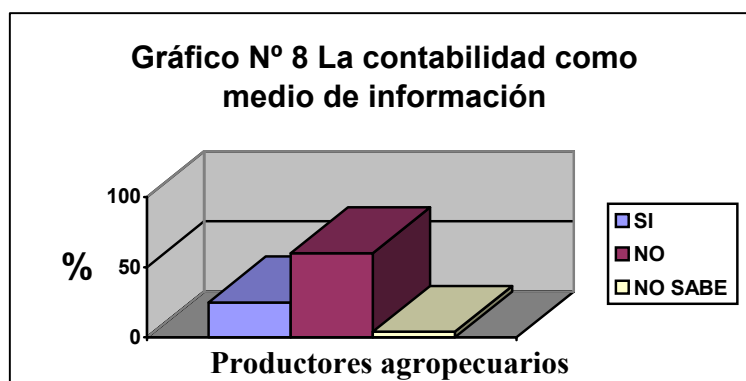 Gráfico Nº 8 La contabilidad como
medio de información
100
50
0
%
SI
NO
NO SABE
Productores agropecuarios